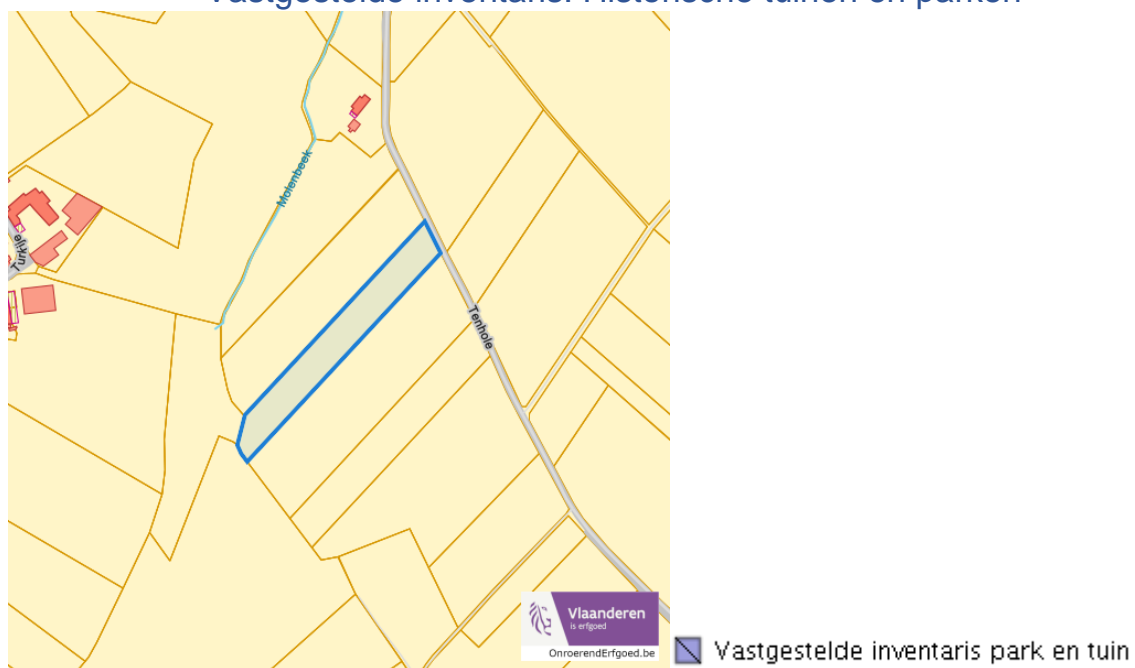 Vastgestelde inventaris: Historische tuinen en parken
Molenbeek
Turkije
Tenhole
Vlaanderen
is erfgoed
OnroerendErfgoed.be
Vastgestelde inventaris park en tuin